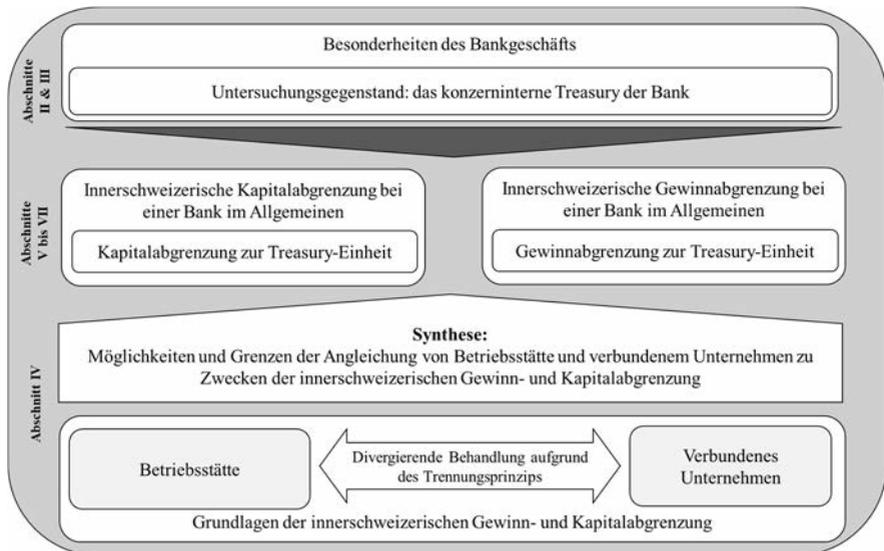 Abschnitte
II & III
Besonderheiten des Bankgeschäfts
Untersuchungsgegenstand: das konzerninterne Treasury der Bank
Abschnitte
V bis VII
Innerschweizerische Kapitalabgrenzung bei
einer Bank im Allgemeinen
Kapitalabgrenzung zur Treasury-Einheit
Innerschweizerische Gewinnabgrenzung bei
einer Bank im Allgemeinen
Gewinnabgrenzung zur Treasury-Einheit
Abschnitt IV
Synthese:
Möglichkeiten und Grenzen der Angleichung von Betriebsstätte und verbundenem Unternehmen zu
Zwecken der innerschweizerischen Gewinn- und Kapitalabgrenzung
Betriebsstätte
Divergierende Behandlung aufgrund
des Trennungsprinzips
Verbundenes
Unternehmen
Grundlagen der innerschweizerischen Gewinn- und Kapitalabgrenzung